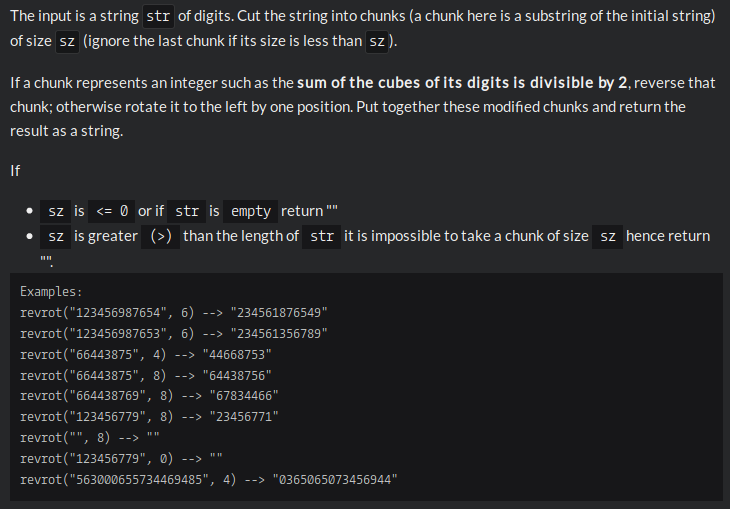 The input is a string str of digits. Cut the string into chunks (a chunk here is a substring of the initial string)
of size sz (ignore the last chunk if its size is less than sz).
If a chunk represents an integer such as the sum of the cubes of its digits is divisible by 2, reverse that
chunk; otherwise rotate it to the left by one position. Put together these modified chunks and return the
result as a string.
If
• sz is <= 0 or if str is empty return ""
• sz is greater (>) than the length of str it is impossible to take a chunk of size sz hence return
"".
Examples:
revrot("123456987654", 6) --> "234561876549"
revrot("123456987653", 6) --> "234561356789"
revrot("66443875", 4) --> "44668753"
revrot("66443875", 8) --> "64438756"
revrot("664438769", 8) --> "67834466"
revrot("123456779", 8) --> "23456771"
revrot("", 8) --> ""
revrot("123456779", 0) --> ""
revrot("563000655734469485", 4) --> "0365065073456944"